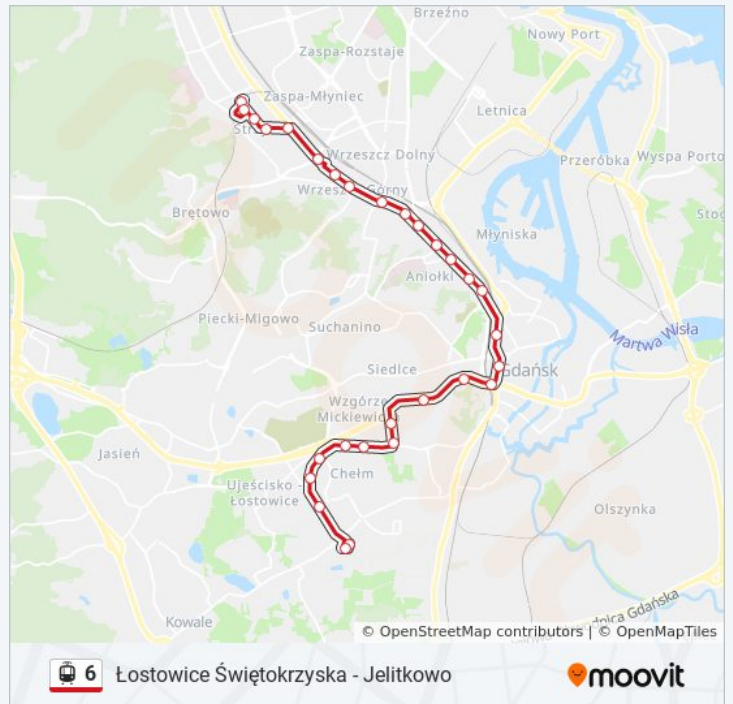 Brzeźno
Nowy Port
Zaspa-Rozstaje
Zaspa-Młyniec
Letnica
Wrzeszcz Dolny
Przeróbka
Wyspa Porto
Wrzeszcz Górny
Brętowo
Młyniska
Aniołki
Piecki-Migowo
Suchanino
Martwa Wisła
Siedlce
Gdańsk
Wzgórze
Mickiewicza
Jasień
Chełm
Ujeścisko -
Łostowice
Olszynka
Kowale
Gdańska
© OpenStreetMap contributors | © OpenMapTiles
6 Łostowice Świętokrzyska - Jelitkowo
moovit